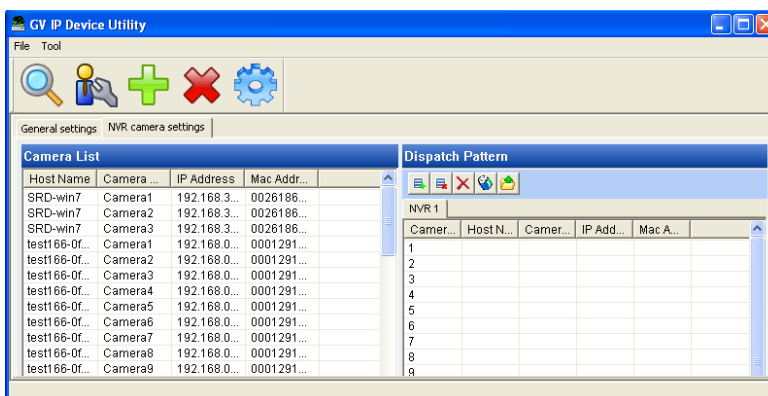 GV IP Device Utility
File Tool
General settings NVR camera settings
Camera List
Host Name Camera ... IP Address Mac Addr...
SRD-win7 Camera1 192.168.3... 0026186...
SRD-win7 Camera2 192.168.3... 0026186...
SRD-win7 Camera3 192.168.3... 0026186...
test166-0f... Camera1 192.168.0... 0001291...
test166-0f... Camera2 192.168.0... 0001291...
test166-0f... Camera3 192.168.0... 0001291...
test166-0f... Camera4 192.168.0... 0001291...
test166-0f... Camera5 192.168.0... 0001291...
test166-0f... Camera6 192.168.0... 0001291...
test166-0f... Camera7 192.168.0... 0001291...
test166-0f... Camera8 192.168.0... 0001291...
test166-0f... Camera9 192.168.0... 0001291...
Dispatch Pattern
NVR 1
Camer... Host N... Camer... IP Add... Mac A...
1
2
3
4
5
6
7
8
9